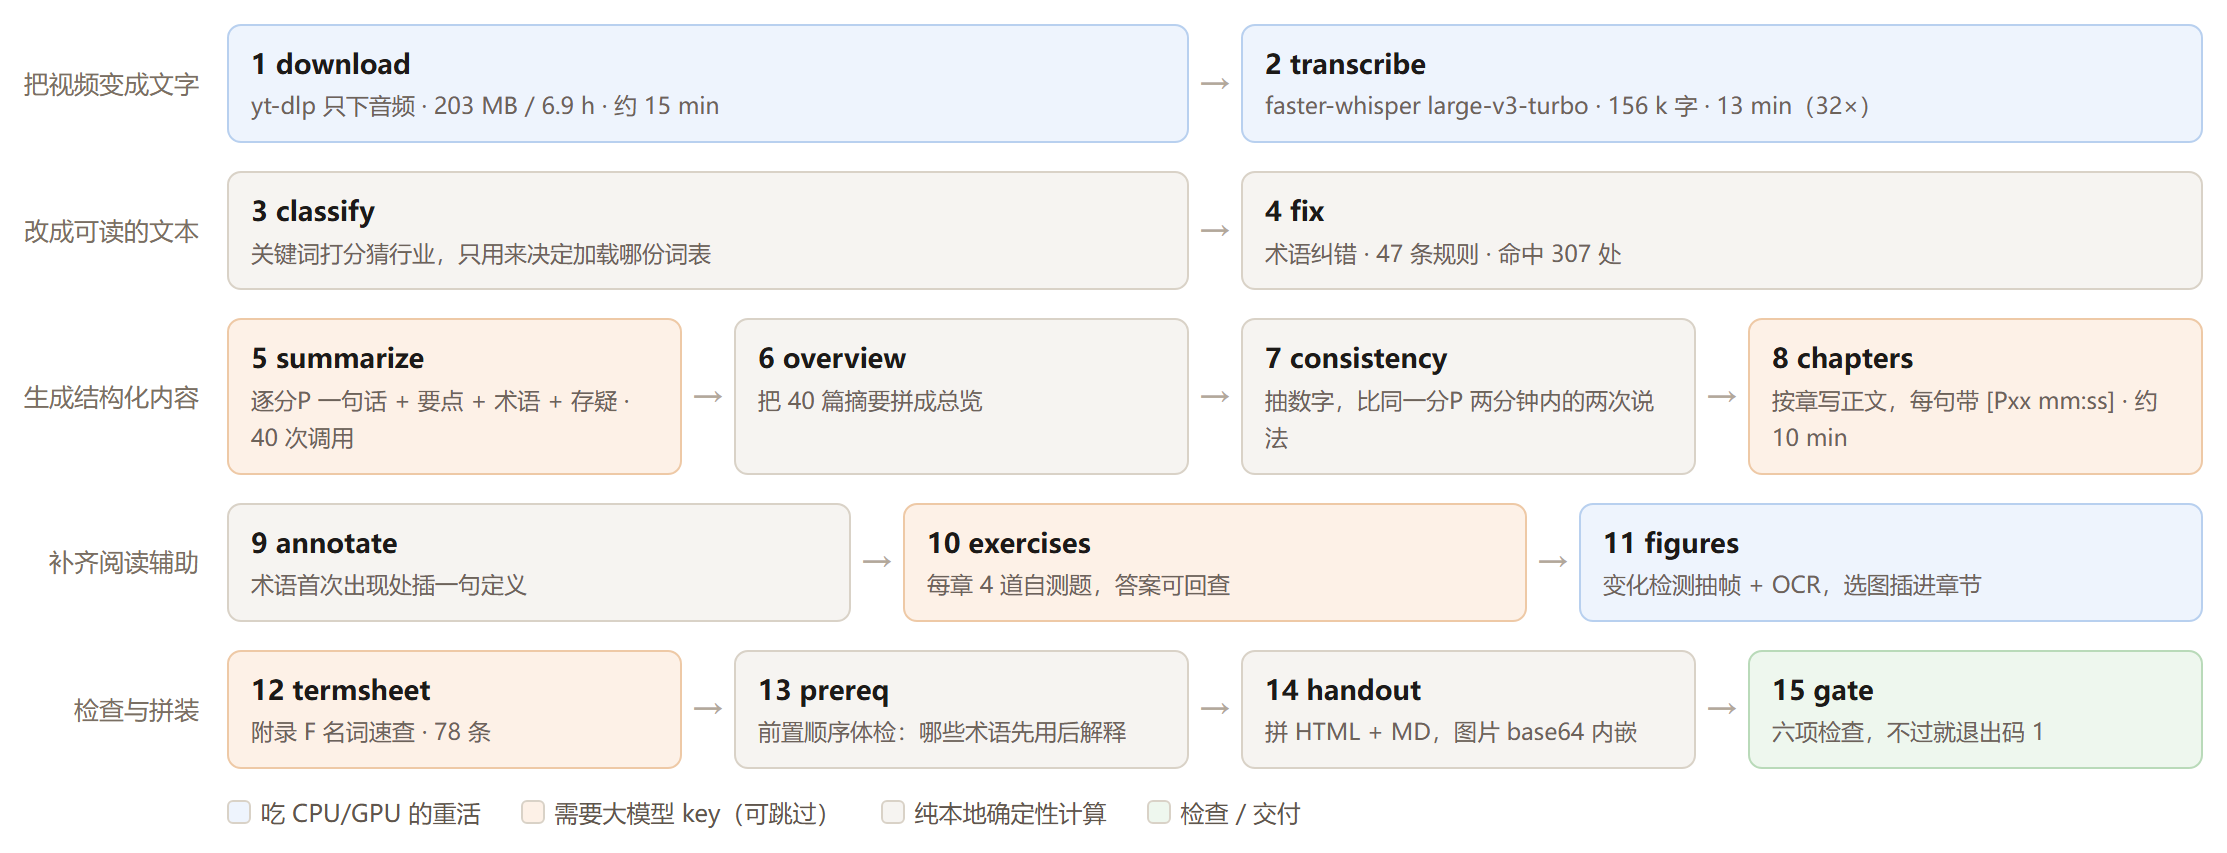 把视频变成文字
1 download
yt-dlp 只下音频 · 203 MB / 6.9 h · 约 15 min
→
2 transcribe
faster-whisper large-v3-turbo · 156 k 字 · 13 min（32×）
改成可读的文本
3 classify
关键词打分猜行业，只用来决定加载哪份词表
→
4 fix
术语纠错 · 47 条规则 · 命中 307 处
生成结构化内容
5 summarize
逐分P 一句话 + 要点 + 术语 + 存疑 ·
40 次调用
→
6 overview
把 40 篇摘要拼成总览
→
7 consistency
抽数字，比同一分P 两分钟内的两次说
法
→
8 chapters
按章写正文，每句带 [Pxx mm:ss] · 约
10 min
补齐阅读辅助
9 annotate
术语首次出现处插一句定义
→
10 exercises
每章 4 道自测题，答案可回查
→
11 figures
变化检测抽帧 + OCR，选图插进章节
检查与拼装
12 termsheet
附录 F 名词速查 · 78 条
→
13 prereq
前置顺序体检：哪些术语先用后解释
→
14 handout
拼 HTML + MD，图片 base64 内嵌
→
15 gate
六项检查，不过就退出码 1
吃 CPU/GPU 的重活
需要大模型 key（可跳过）
纯本地确定性计算
检查 / 交付